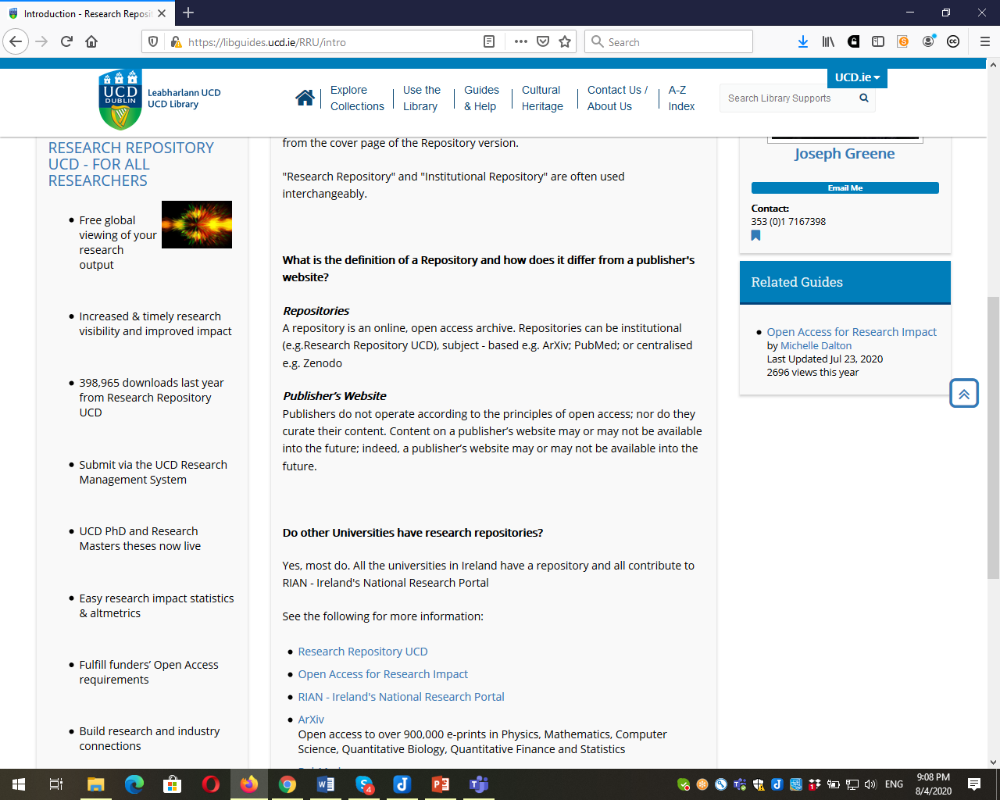 Introduction - Research Reposit
https://libguides.ucd.ie/RRU/intro
Search
UCD
DUBLIN
Leabharlann UCD
UCD Library
Explore
Collections
Use the
Library
Guides
& Help
Cultural
Heritage
Contact Us /
About Us
A-Z
Index
UCD.ie
Search Library Supports
RESEARCH REPOSITORY
UCD - FOR ALL
RESEARCHERS
Free global
viewing of your
research
output
Increased & timely research
visibility and improved impact
398,965 downloads last year
from Research Repository
UCD
Submit via the UCD Research
Management System
UCD PhD and Research
Masters theses now live
Easy research impact statistics
& altmetrics
Fulfill funders’ Open Access
requirements
Build research and industry
connections
from the cover page of the Repository version.
"Research Repository" and "Institutional Repository" are often used
interchangeably.
What is the definition of a Repository and how does it differ from a publisher's
website?
Repositories
A repository is an online, open access archive. Repositories can be institutional
(e.g.Research Repository UCD), subject - based e.g. ArXiv; PubMed; or centralised
e.g. Zenodo
Publisher’s Website
Publishers do not operate according to the principles of open access; nor do they
curate their content. Content on a publisher’s website may or may not be available
into the future; indeed, a publisher’s website may or may not be available into the
future.
Do other Universities have research repositories?
Yes, most do. All the universities in Ireland have a repository and all contribute to
RIAN - Ireland's National Research Portal
See the following for more information:
Research Repository UCD
Open Access for Research Impact
RIAN - Ireland's National Research Portal
ArXiv
Open access to over 900,000 e-prints in Physics, Mathematics, Computer
Science, Quantitative Biology, Quantitative Finance and Statistics
Joseph Greene
Email Me
Contact:
353 (0)1 7167398
Related Guides
Open Access for Research Impact
by Michelle Dalton
Last Updated Jul 23, 2020
2696 views this year
ENG
9:08 PM
8/4/2020